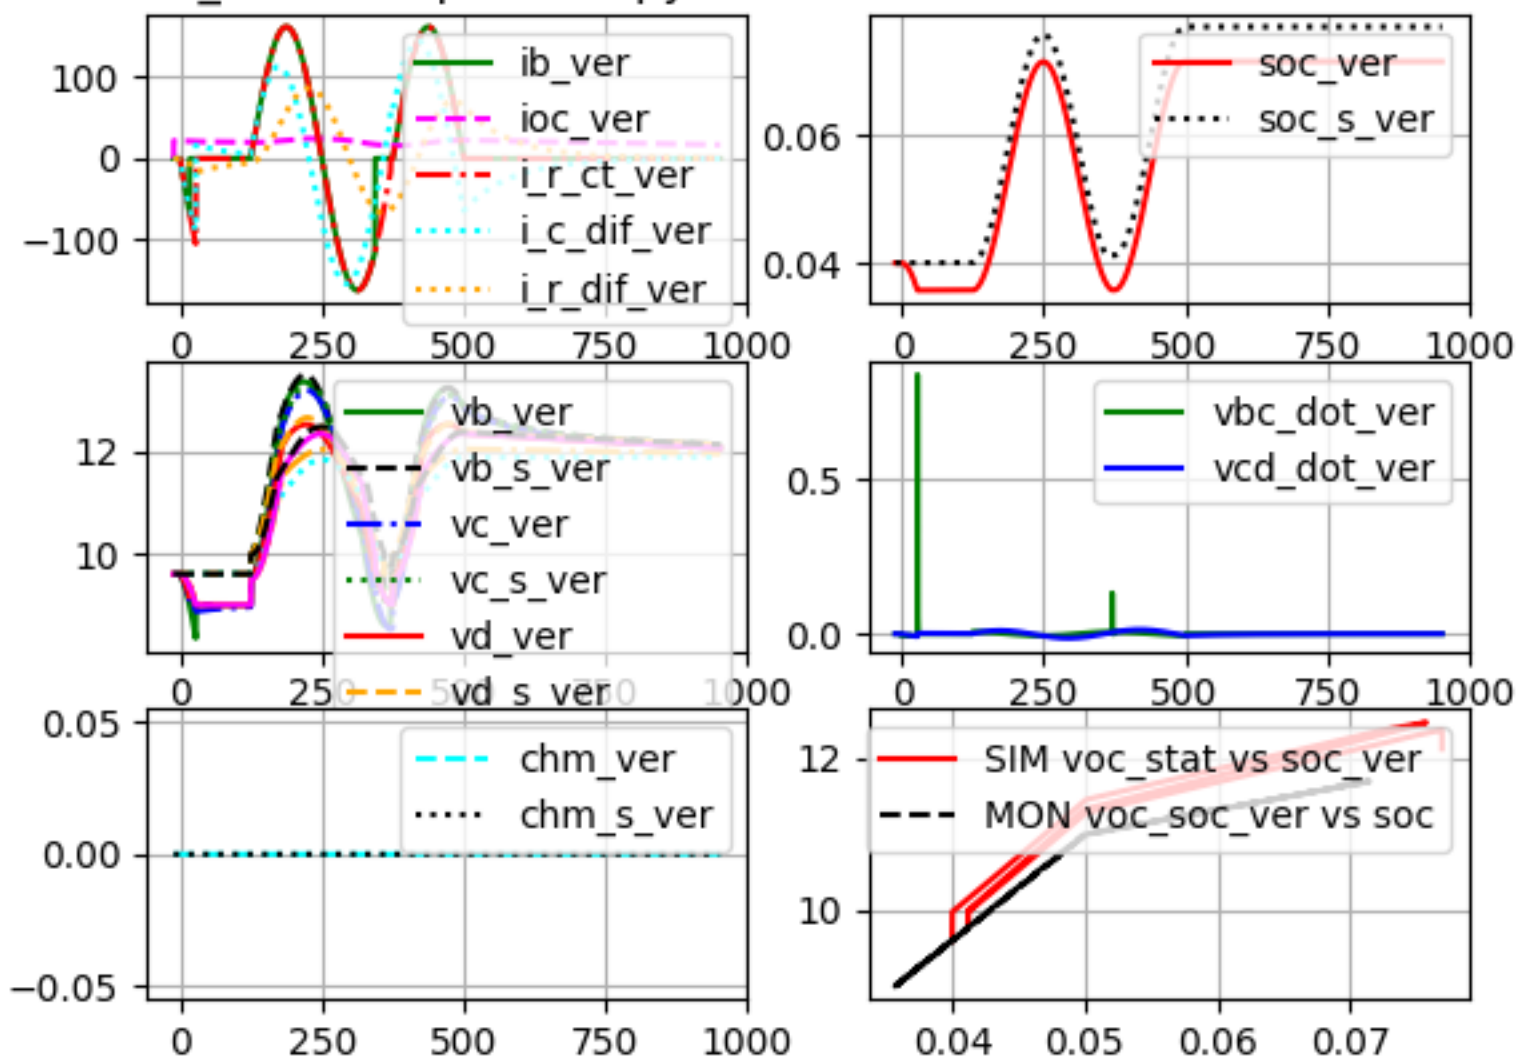 100
0
−100
ib_ver
ioc_ver
i_r_ct_ver
i_c_dif_ver
i_r_dif_ver
0 250 500 750 1000
0.06
0.04
soc_ver
soc_s_ver
0 250 500 750 1000
12
10
vb_ver
vb_s_ver
vc_ver
vc_s_ver
vd_ver
vd_s_ver
0 250 500 750 1000
0.5
0.0
vbc_dot_ver
vcd_dot_ver
0 250 500 750 1000
0.05
0.00
−0.05
chm_ver
chm_s_ver
0 250 500 750 1000
12
10
SIM voc_stat vs soc_ver
MON voc_soc_ver vs soc
0.04 0.05 0.06 0.07